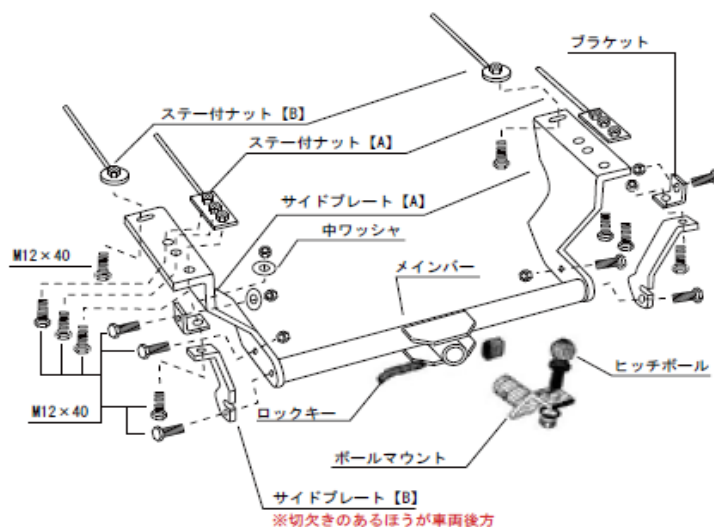 ブラケット
ステー付ナット【B】
ステー付ナット【A】
サイドプレート【A】
中ワッシャ
M12×40
メインバー
ヒッチボール
M12×40
ロックキー
ボールマウント
サイドプレート【B】
※切欠きのあるほうが車両後方